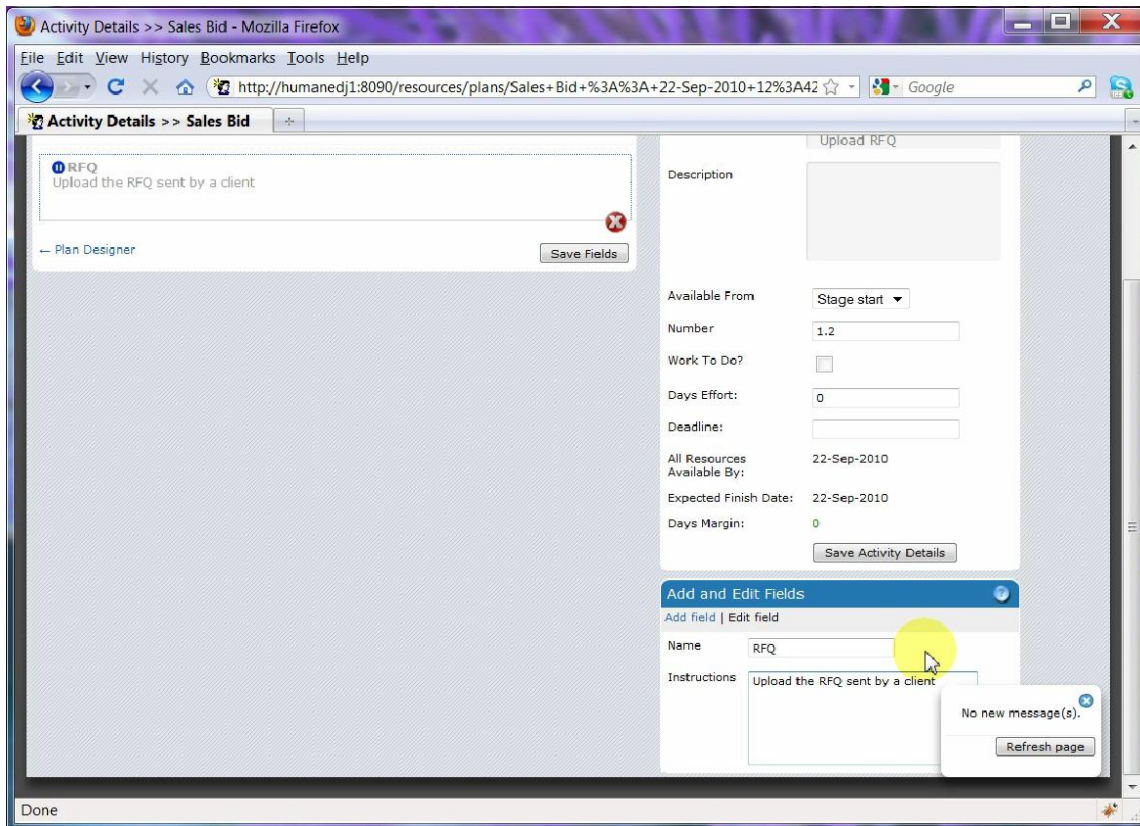 Activity Details >> Sales Bid - Mozilla Firefox
File Edit View History Bookmarks Tools Help
http://humanedj1:8090/resources/plans/Sales+Bid+%3A%3A+22-Sep-2010+12%3A42
Google
Activity Details >> Sales Bid
RFQ
Upload the RFQ sent by a client
← Plan Designer
Save Fields
Upload RFQ
Description
Available From
Stage start
Number
1.2
Work To Do?
Days Effort:
0
Deadline:
All Resources
Available By:
22-Sep-2010
Expected Finish Date:
22-Sep-2010
Days Margin:
0
Save Activity Details
Add and Edit Fields
Add field | Edit field
Name
RFQ
Instructions
Upload the RFQ sent by a client
No new message(s).
Refresh page
Done